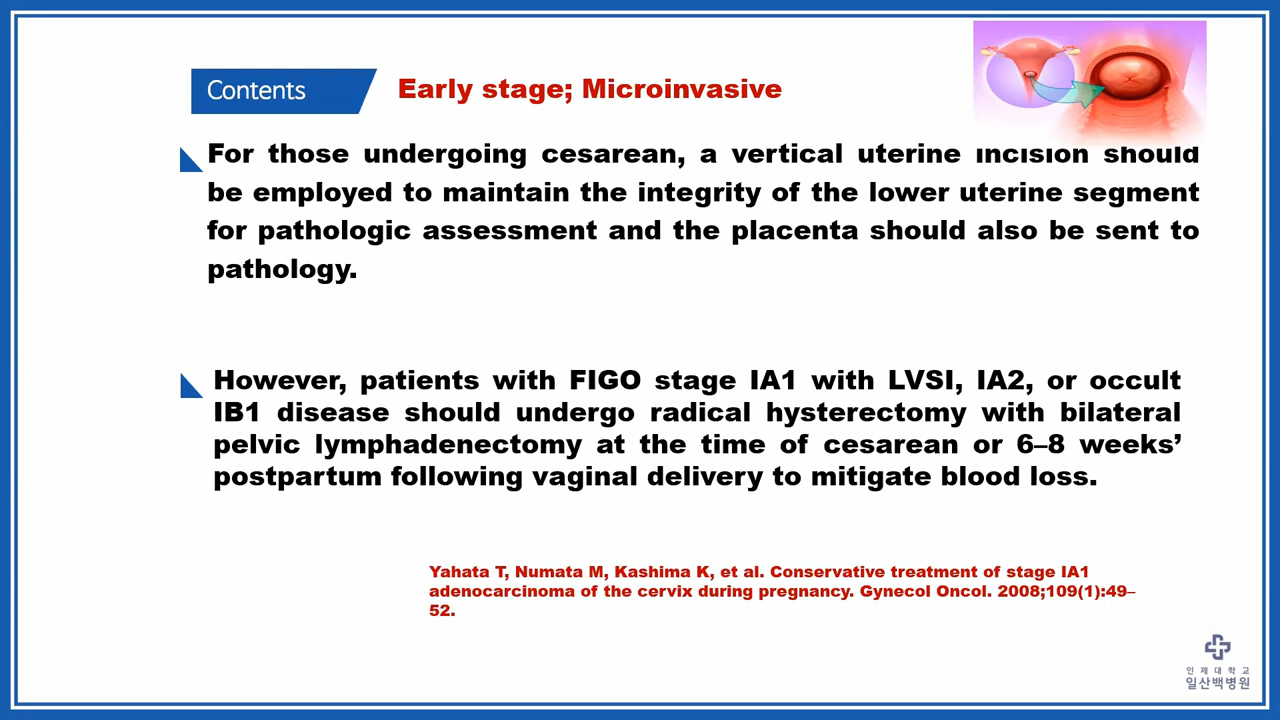 Contents
Early stage; Microinvasive
For those undergoing cesarean, a vertical uterine incision should
be employed to maintain the integrity of the lower uterine segment
for pathologic assessment and the placenta should also be sent to
pathology.
However, patients with FIGO stage IA1 with LVSI, IA2, or occult
IB1 disease should undergo radical hysterectomy with bilateral
pelvic lymphadenectomy at the time of cesarean or 6–8 weeks’
postpartum following vaginal delivery to mitigate blood loss.
Yahata T, Numata M, Kashima K, et al. Conservative treatment of stage IA1
adenocarcinoma of the cervix during pregnancy. Gynecol Oncol. 2008;109(1):49–
52.
인 제 대 학 교
일산백병원